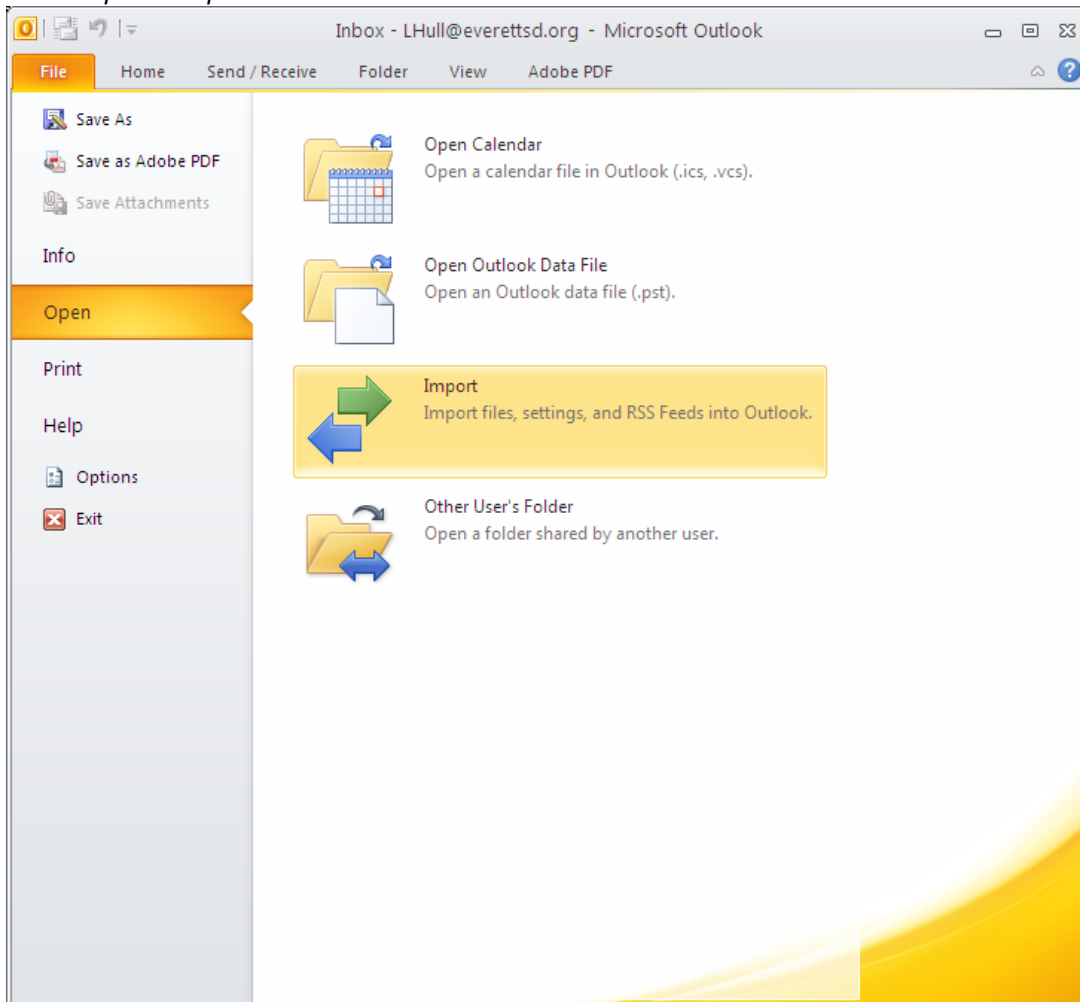 Inbox - LHull@everettsd.org - Microsoft Outlook
File Home Send / Receive Folder View Adobe PDF
Save As
Save as Adobe PDF
Save Attachments
Info
Open
Print
Help
Options
Exit
Open Calendar
Open a calendar file in Outlook (.ics, .vcs).
Open Outlook Data File
Open an Outlook data file (.pst).
Import
Import files, settings, and RSS Feeds into Outlook.
Other User's Folder
Open a folder shared by another user.